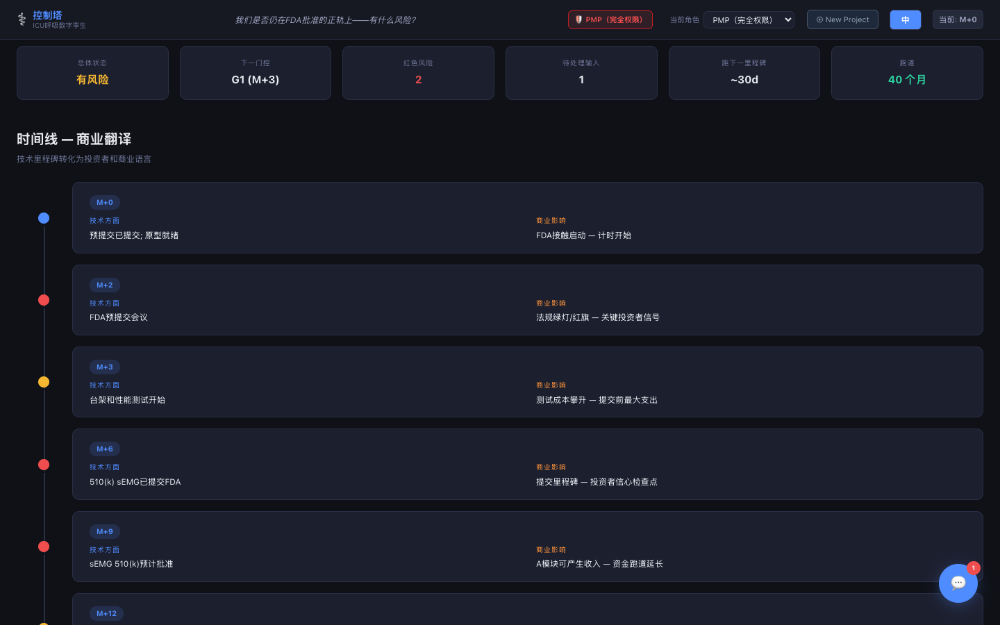 控制塔
ICU呼吸数字孪生
我们是否仍在FDA批准的正轨上——有什么风险?
PMP（完全权限）
当前角色
PMP（完全权限）
New Project
中
当前: M+0
总体状态
有风险
下一门控
G1 (M+3)
红色风险
2
待处理输入
1
距下一里程碑
~30d
跑道
40 个月
时间线 — 商业翻译
技术里程碑转化为投资者和商业语言
M+0
技术方面
预提交已提交; 原型就绪
商业影响
FDA接触启动 — 计时开始
M+2
技术方面
FDA预提交会议
商业影响
法规绿灯/红旗 — 关键投资者信号
M+3
技术方面
台架和性能测试开始
商业影响
测试成本攀升 — 提交前最大支出
M+6
技术方面
510(k) sEMG已提交FDA
商业影响
提交里程碑 — 投资者信心检查点
M+9
技术方面
sEMG 510(k)预计批准
商业影响
A模块可产生收入 — 资金跑道延长
1
M+12